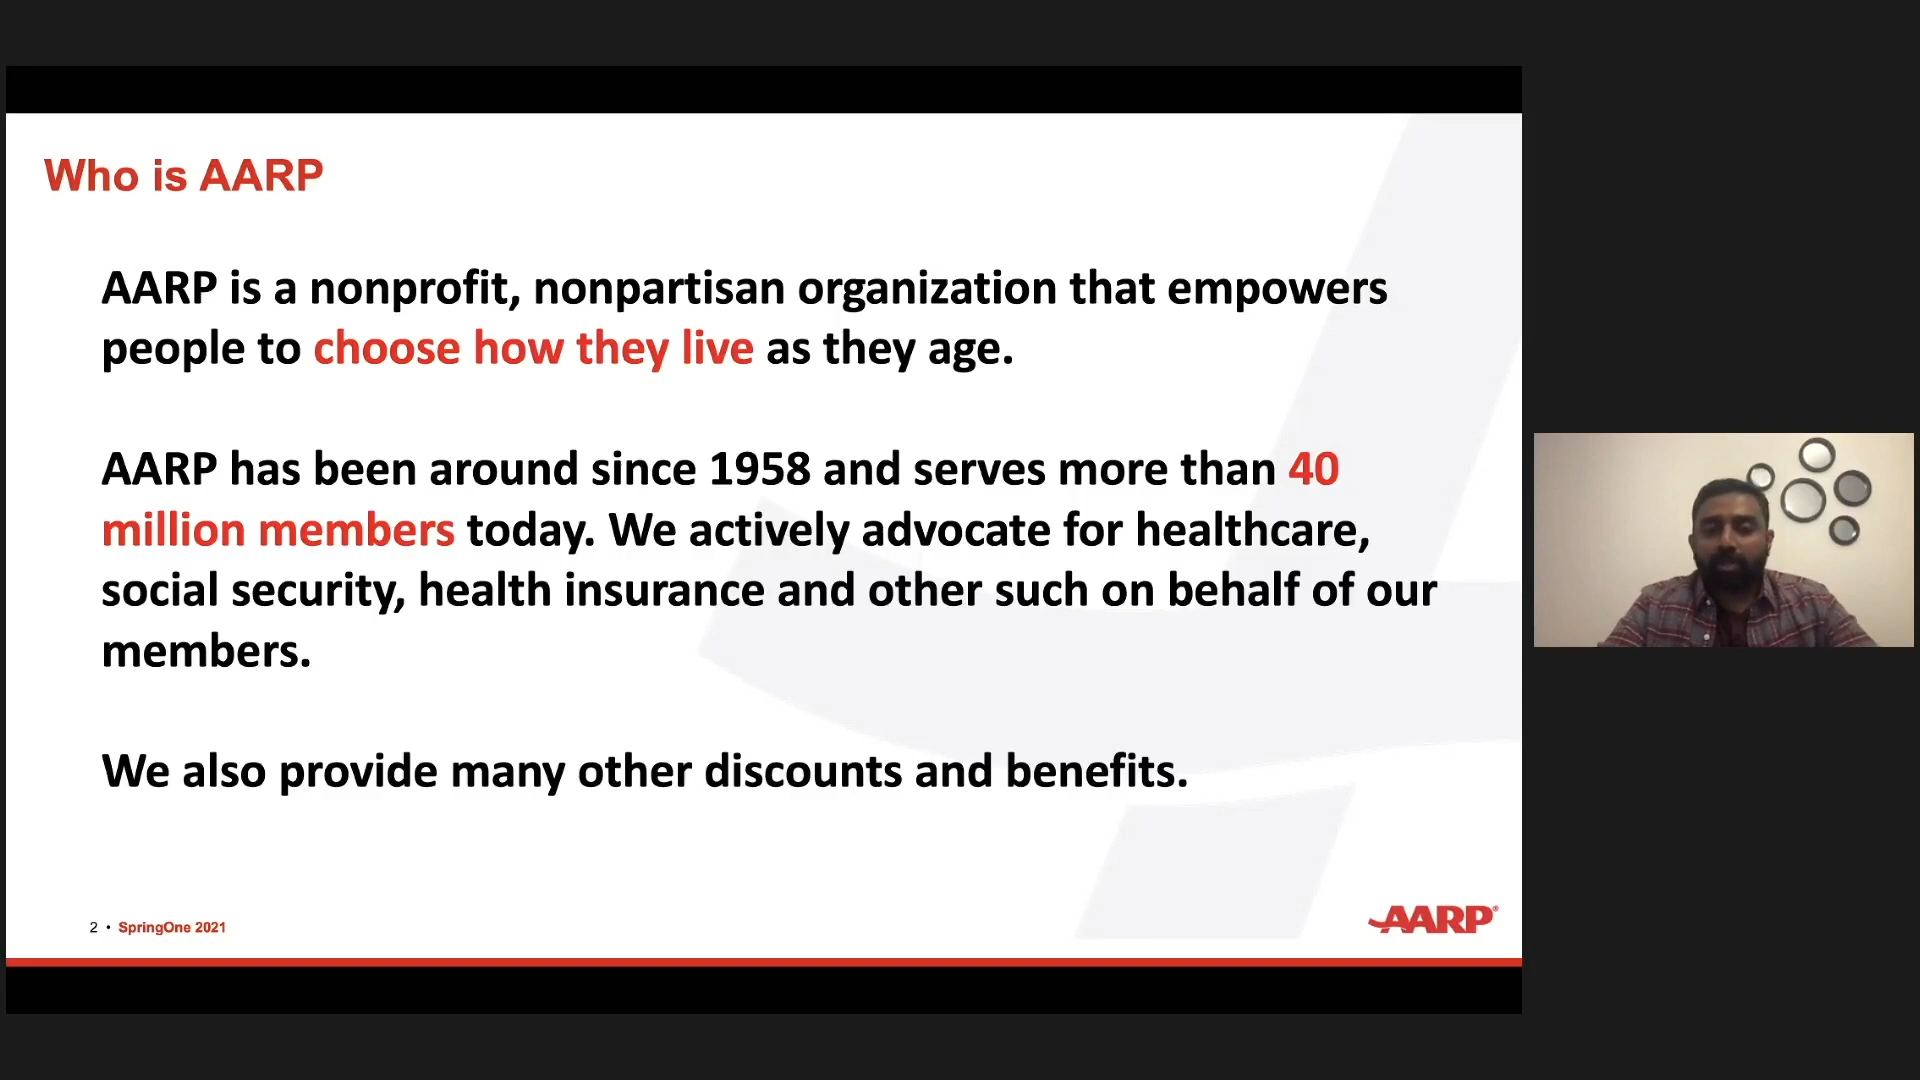 Who is AARP
AARP is a nonprofit, nonpartisan organization that empowers
people to choose how they live as they age.
AARP has been around since 1958 and serves more than 40
million members today. We actively advocate for healthcare,
social security, health insurance and other such on behalf of our
members.
We also provide many other discounts and benefits.
2 • SpringOne 2021
AARP®